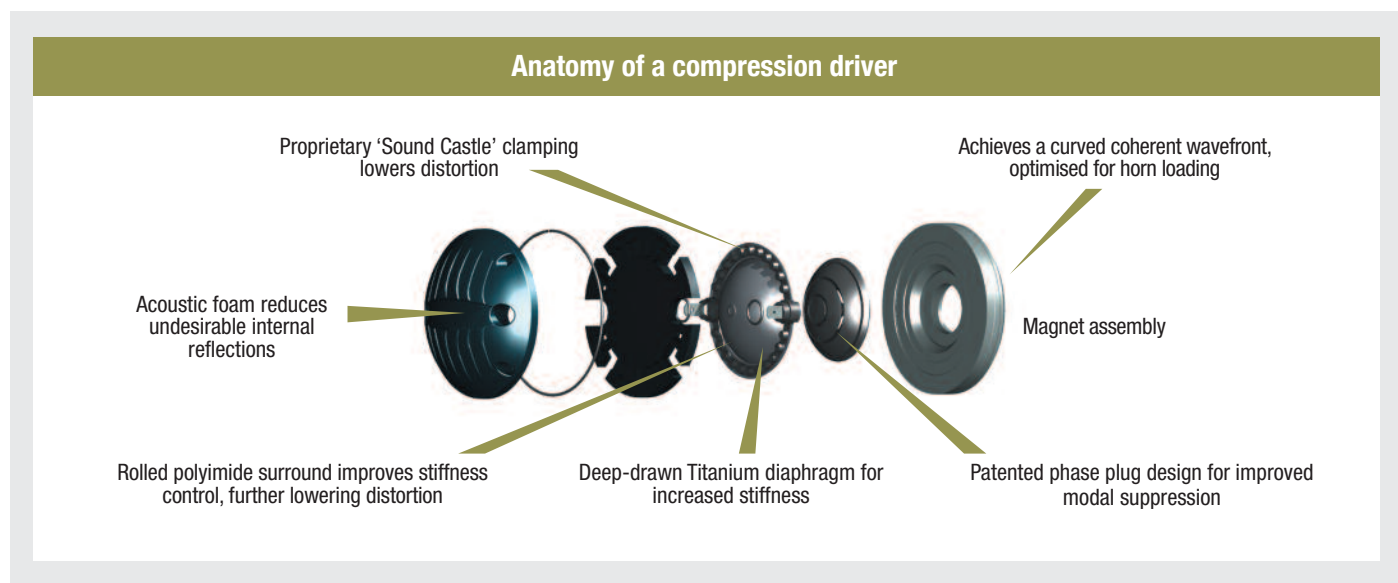 Anatomy of a compression driver
Proprietary ‘Sound Castle’ clamping
lowers distortion
Achieves a curved coherent wavefront,
optimised for horn loading
Acoustic foam reduces
undesirable internal
reflections
Magnet assembly
Rolled polyimide surround improves stiffness
control, further lowering distortion
Deep-drawn Titanium diaphragm for
increased stiffness
Patented phase plug design for improved
modal suppression